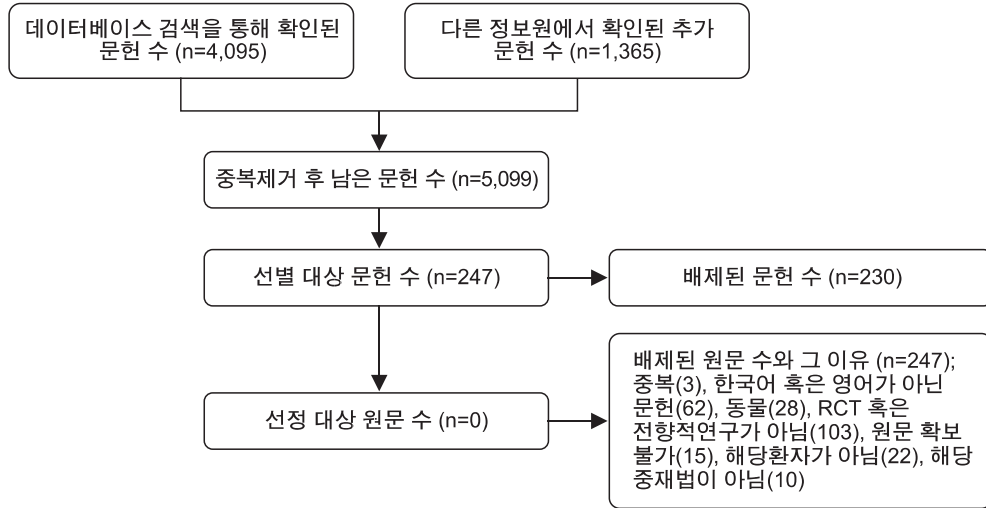 데이터베이스 검색을 통해 확인된
문헌 수 (n=4,095)
다른 정보원에서 확인된 추가
문헌 수 (n=1,365)
중복제거 후 남은 문헌 수 (n=5,099)
선별 대상 문헌 수 (n=247)
배제된 문헌 수 (n=230)
선정 대상 원문 수 (n=0)
배제된 원문 수와 그 이유 (n=247);
중복(3), 한국어 혹은 영어가 아닌
문헌(62), 동물(28), RCT 혹은
전향적연구가 아님(103), 원문 확보
불가(15), 해당환자가 아님(22), 해당
중재법이 아님(10)